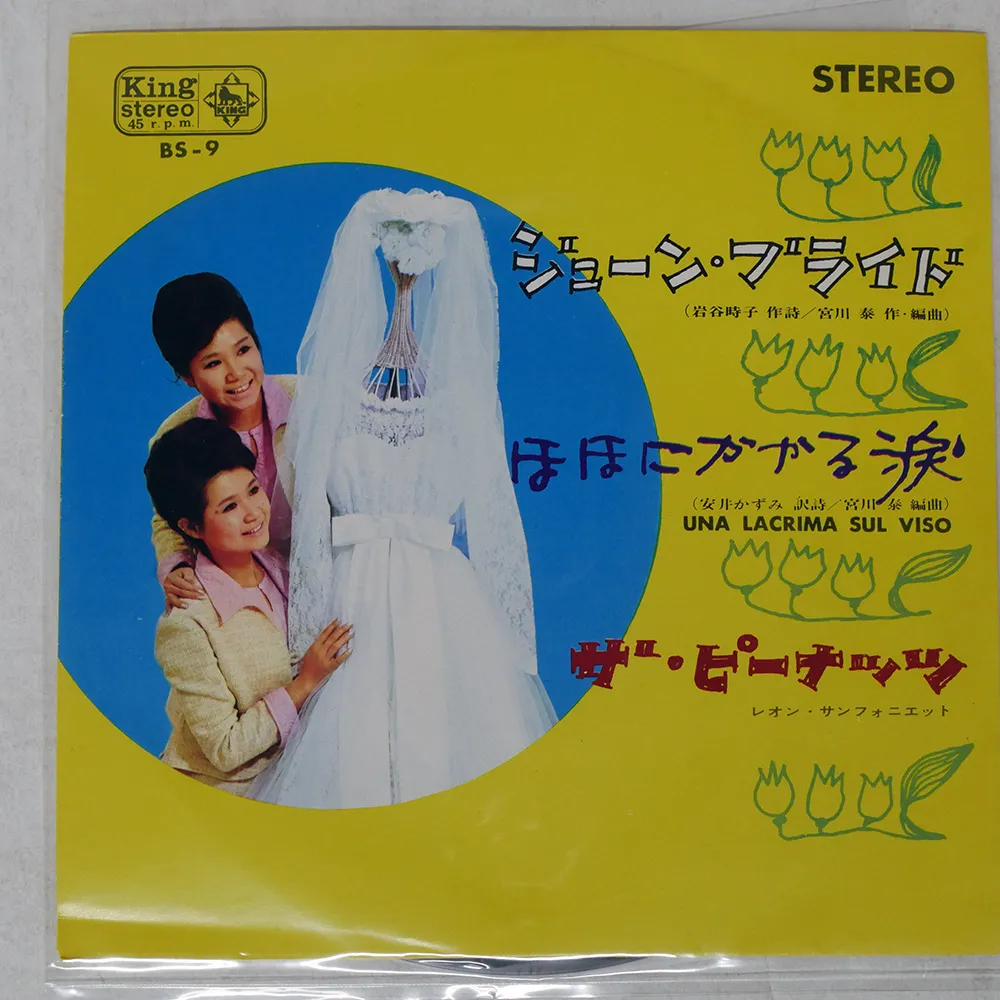 King
stereo
45 r.p.m.
KING
BS-9
STEREO
ジューン・ブライド
(岩谷時子 作詩/宮川 泰 作・編曲)
ほほにかかる涙
(安井かずみ 訳詩/宮川 泰 編曲)
UNA LACRIMA SUL VISO
ザ・ピーナッツ
レオン・サンフォニエット